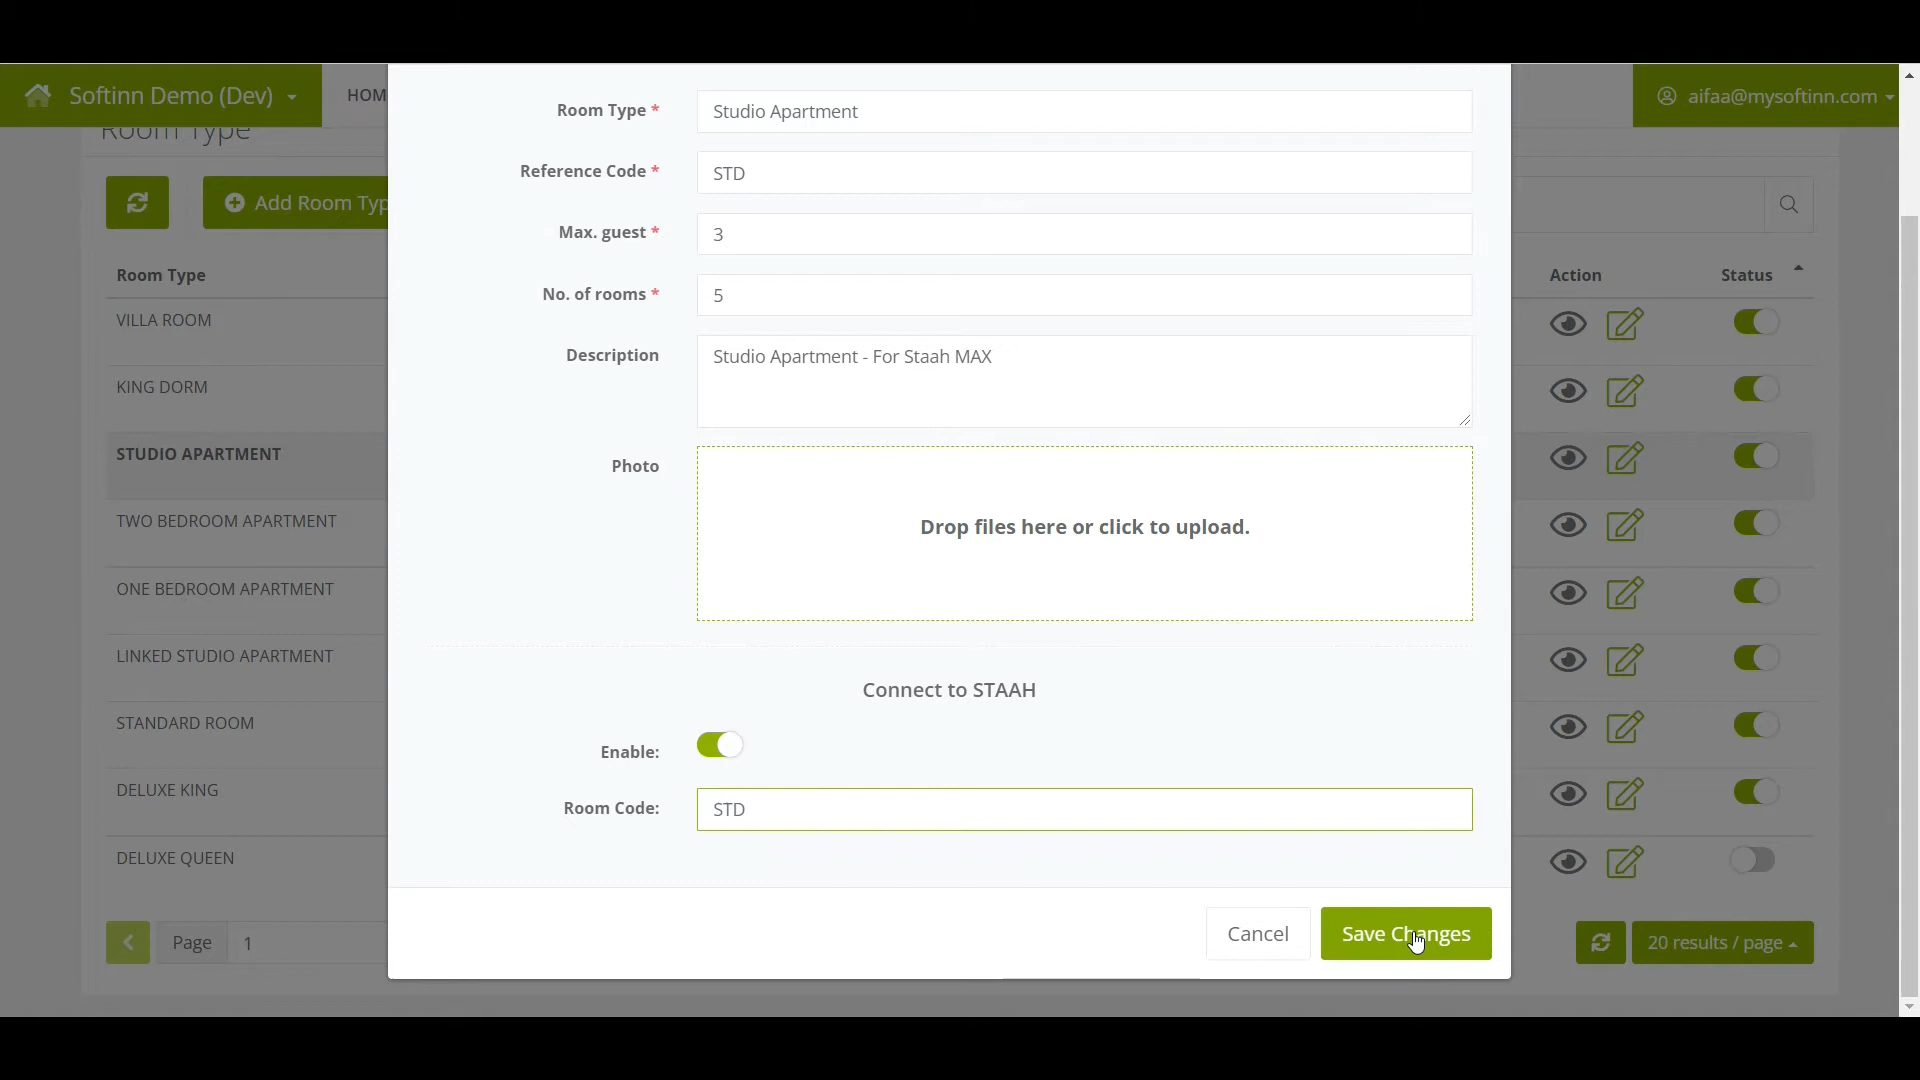 Softinn Demo (Dev)
HOM
aifaa@mysoftinn.com
Room Type
Add Room Typ
Room Type
Action
Status
VILLA ROOM
KING DORM
STUDIO APARTMENT
TWO BEDROOM APARTMENT
ONE BEDROOM APARTMENT
LINKED STUDIO APARTMENT
STANDARD ROOM
DELUXE KING
DELUXE QUEEN
Page 1
20 results / page
Room Type * Studio Apartment
Reference Code * STD
Max. guest * 3
No. of rooms * 5
Description Studio Apartment - For Staah MAX
Photo
Drop files here or click to upload.
Connect to STAAH
Enable:
Room Code: STD
Cancel
Save Changes